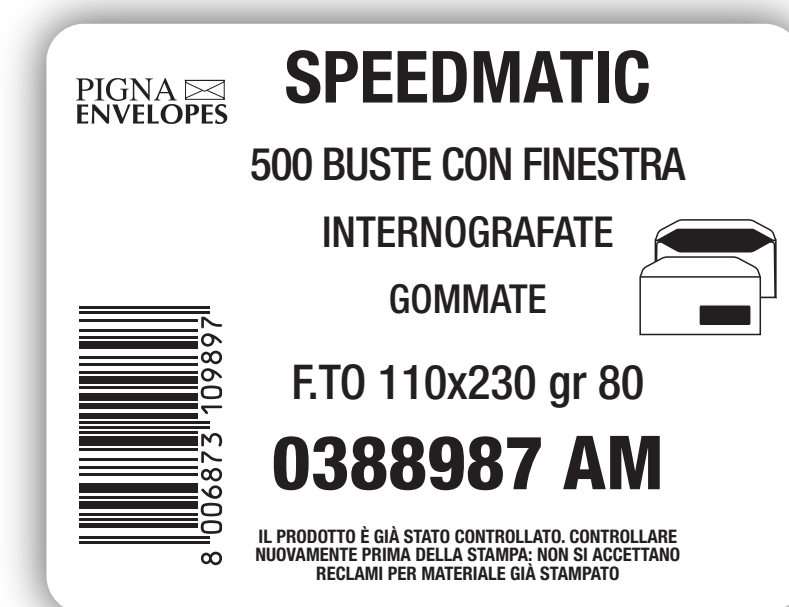 PIGNA
ENVELOPES
SPEEDMATIC
500 BUSTE CON FINESTRA
INTERNOGRAFATE
GOMMATE
F.TO 110x230 gr 80
0388987 AM
8 006873 109897
IL PRODOTTO È GIÀ STATO CONTROLLATO. CONTROLLARE
NUOVAMENTE PRIMA DELLA STAMPA: NON SI ACCETTANO
RECLAMI PER MATERIALE GIÀ STAMPATO